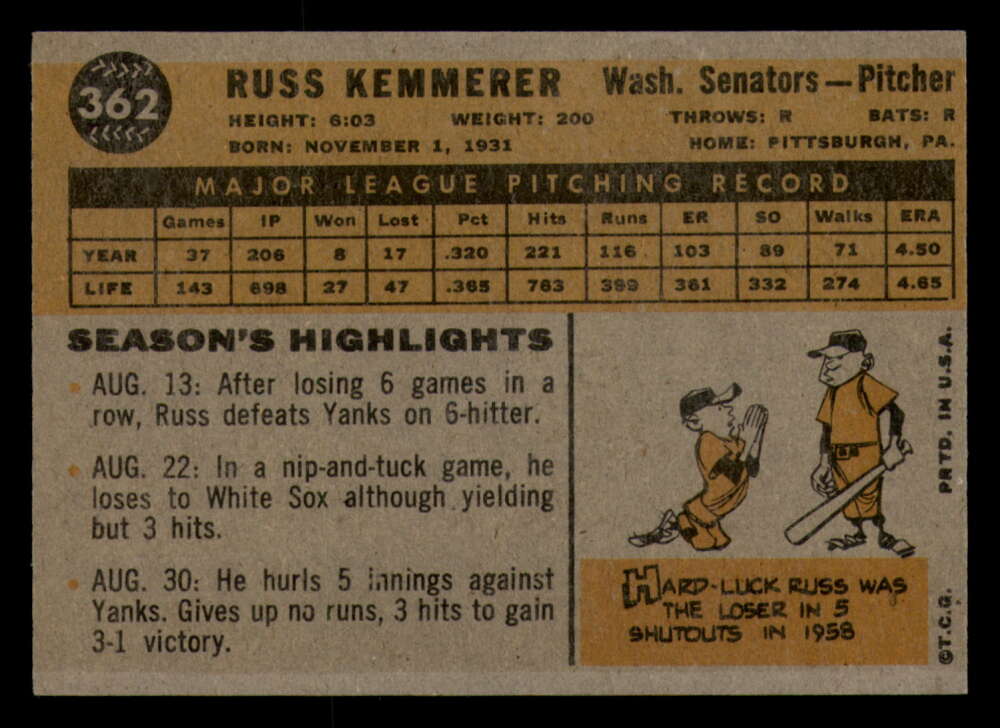 362
RUSS KEMMERER Wash. Senators—Pitcher
HEIGHT: 6:03 WEIGHT: 200 THROWS: R BATS: R
BORN: NOVEMBER 1, 1931 HOME: PITTSBURGH, PA.
MAJOR LEAGUE PITCHING RECORD
Games IP Won Lost Pct Hits Runs ER SO Walks ERA
YEAR 37 206 8 17 .320 221 116 103 89 71 4.50
LIFE 143 698 27 47 .365 763 399 361 332 274 4.65
SEASON'S HIGHLIGHTS
• AUG. 13: After losing 6 games in a
row, Russ defeats Yanks on 6-hitter.
• AUG. 22: In a nip-and-tuck game, he
loses to White Sox although yielding
but 3 hits.
• AUG. 30: He hurls 5 innings against
Yanks. Gives up no runs, 3 hits to gain
3-1 victory.
HARD-LUCK RUSS WAS
THE LOSER IN 5
SHUTOUTS IN 1958
©T.C.G. PRTD. IN U.S.A.